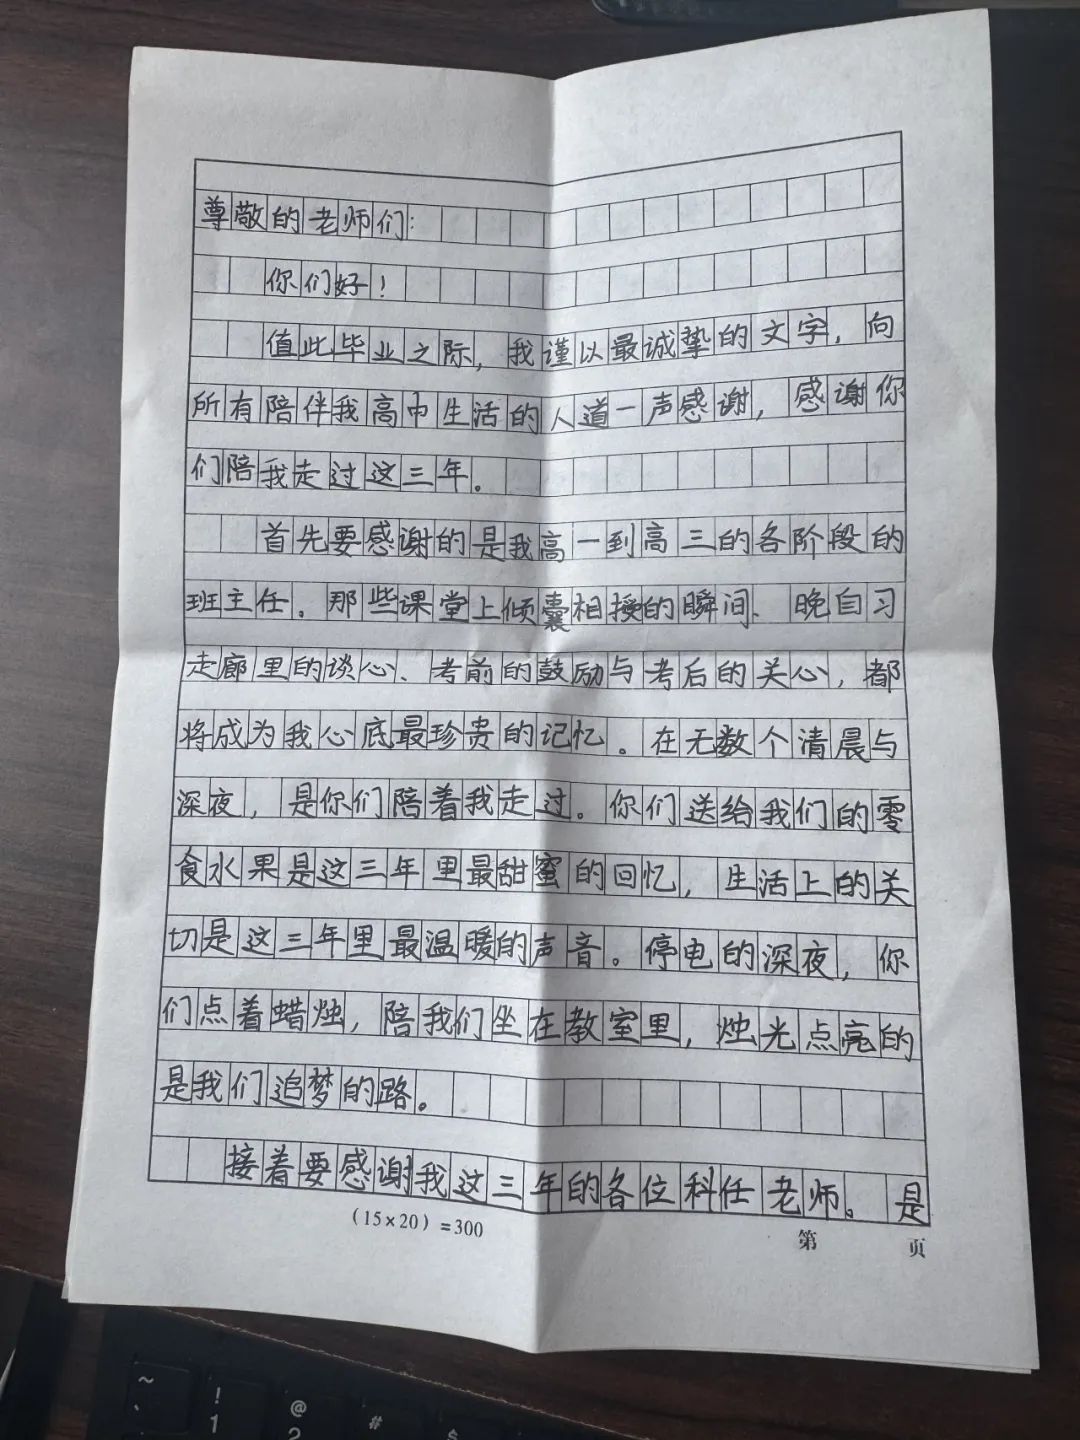 尊敬的老师们：
你们好！
值此毕业之际，我谨以最诚挚的文字，向
所有陪伴我高中生活的人道一声感谢，感谢你
们陪我走过这三年。
首先要感谢的是我高一到高三的各阶段的
班主任。那些课堂上倾囊相授的瞬间、晚自习
走廊里的谈心、考前的鼓励与考后的关心，都
将成为我心底最珍贵的记忆。在无数个清晨与
深夜，是你们陪着我走过。你们送给我们的零
食水果是这三年里最甜蜜的回忆，生活上的关
切是这三年里最温暖的声音。停电的深夜，你
们点着蜡烛，陪我们坐在教室里，烛光点亮的
是我们追梦的路。
接着要感谢我这三年的各位科任老师。是
(15×20)=300
第 页
~
`
!
1
@
2
#
$